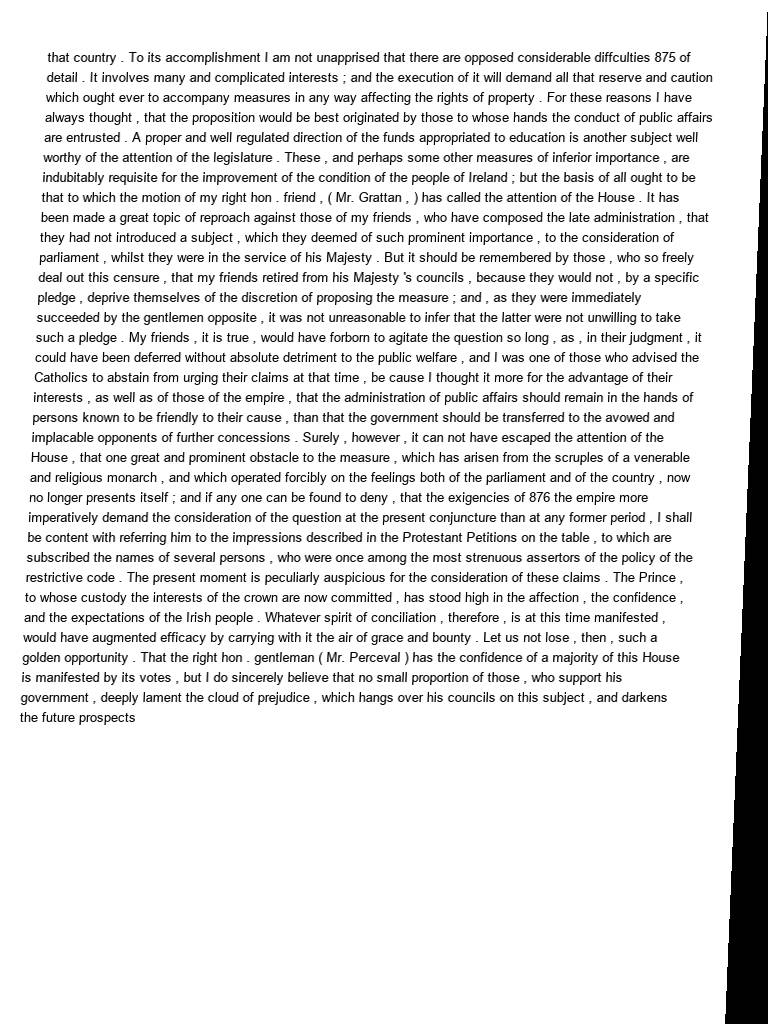 that country . To its accomplishment I am not unapprised that there are opposed considerable diffculties 875 of
detail . It involves many and complicated interests ; and the execution of it will demand all that reserve and caution
which ought ever to accompany measures in any way affecting the rights of property . For these reasons I have
always thought , that the proposition would be best originated by those to whose hands the conduct of public affairs
are entrusted . A proper and well regulated direction of the funds appropriated to education is another subject well
worthy of the attention of the legislature . These , and perhaps some other measures of inferior importance , are
indubitably requisite for the improvement of the condition of the people of Ireland ; but the basis of all ought to be
that to which the motion of my right hon . friend , ( Mr. Grattan , ) has called the attention of the House . It has
been made a great topic of reproach against those of my friends , who have composed the late administration , that
they had not introduced a subject , which they deemed of such prominent importance , to the consideration of
parliament , whilst they were in the service of his Majesty . But it should be remembered by those , who so freely
deal out this censure , that my friends retired from his Majesty 's councils , because they would not , by a specific
pledge , deprive themselves of the discretion of proposing the measure ; and , as they were immediately
succeeded by the gentlemen opposite , it was not unreasonable to infer that the latter were not unwilling to take
such a pledge . My friends , it is true , would have forborn to agitate the question so long , as , in their judgment , it
could have been deferred without absolute detriment to the public welfare , and I was one of those who advised the
Catholics to abstain from urging their claims at that time , be cause I thought it more for the advantage of their
interests , as well as of those of the empire , that the administration of public affairs should remain in the hands of
persons known to be friendly to their cause , than that the government should be transferred to the avowed and
implacable opponents of further concessions . Surely , however , it can not have escaped the attention of the
House , that one great and prominent obstacle to the measure , which has arisen from the scruples of a venerable
and religious monarch , and which operated forcibly on the feelings both of the parliament and of the country , now
no longer presents itself ; and if any one can be found to deny , that the exigencies of 876 the empire more
imperatively demand the consideration of the question at the present conjuncture than at any former period , I shall
be content with referring him to the impressions described in the Protestant Petitions on the table , to which are
subscribed the names of several persons , who were once among the most strenuous assertors of the policy of the
restrictive code . The present moment is peculiarly auspicious for the consideration of these claims . The Prince ,
to whose custody the interests of the crown are now committed , has stood high in the affection , the confidence ,
and the expectations of the Irish people . Whatever spirit of conciliation , therefore , is at this time manifested ,
would have augmented efficacy by carrying with it the air of grace and bounty . Let us not lose , then , such a
golden opportunity . That the right hon . gentleman ( Mr. Perceval ) has the confidence of a majority of this House
is manifested by its votes , but I do sincerely believe that no small proportion of those , who support his
government , deeply lament the cloud of prejudice , which hangs over his councils on this subject , and darkens
the future prospects